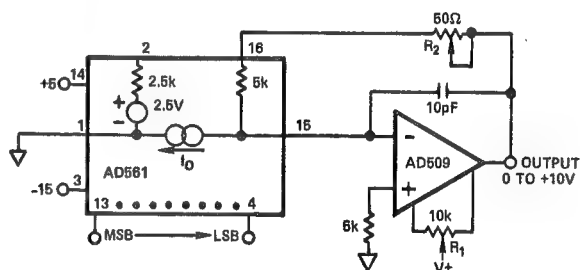 50Ω
R2
2
16
14
+5
2.5k
+
2.5V
-
5k
10pF
1
15
IO
AD561
-
AD509
+
OUTPUT
0 TO +10V
3
-15
13
4
MSB
LSB
6k
10k
R1
V+